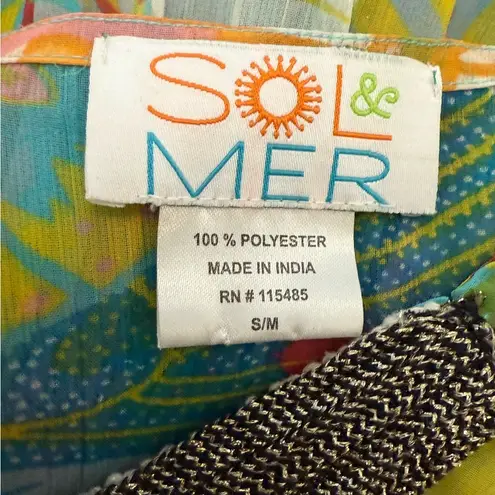 SOL &
MER
100 % POLYESTER
MADE IN INDIA
RN # 115485
S/M